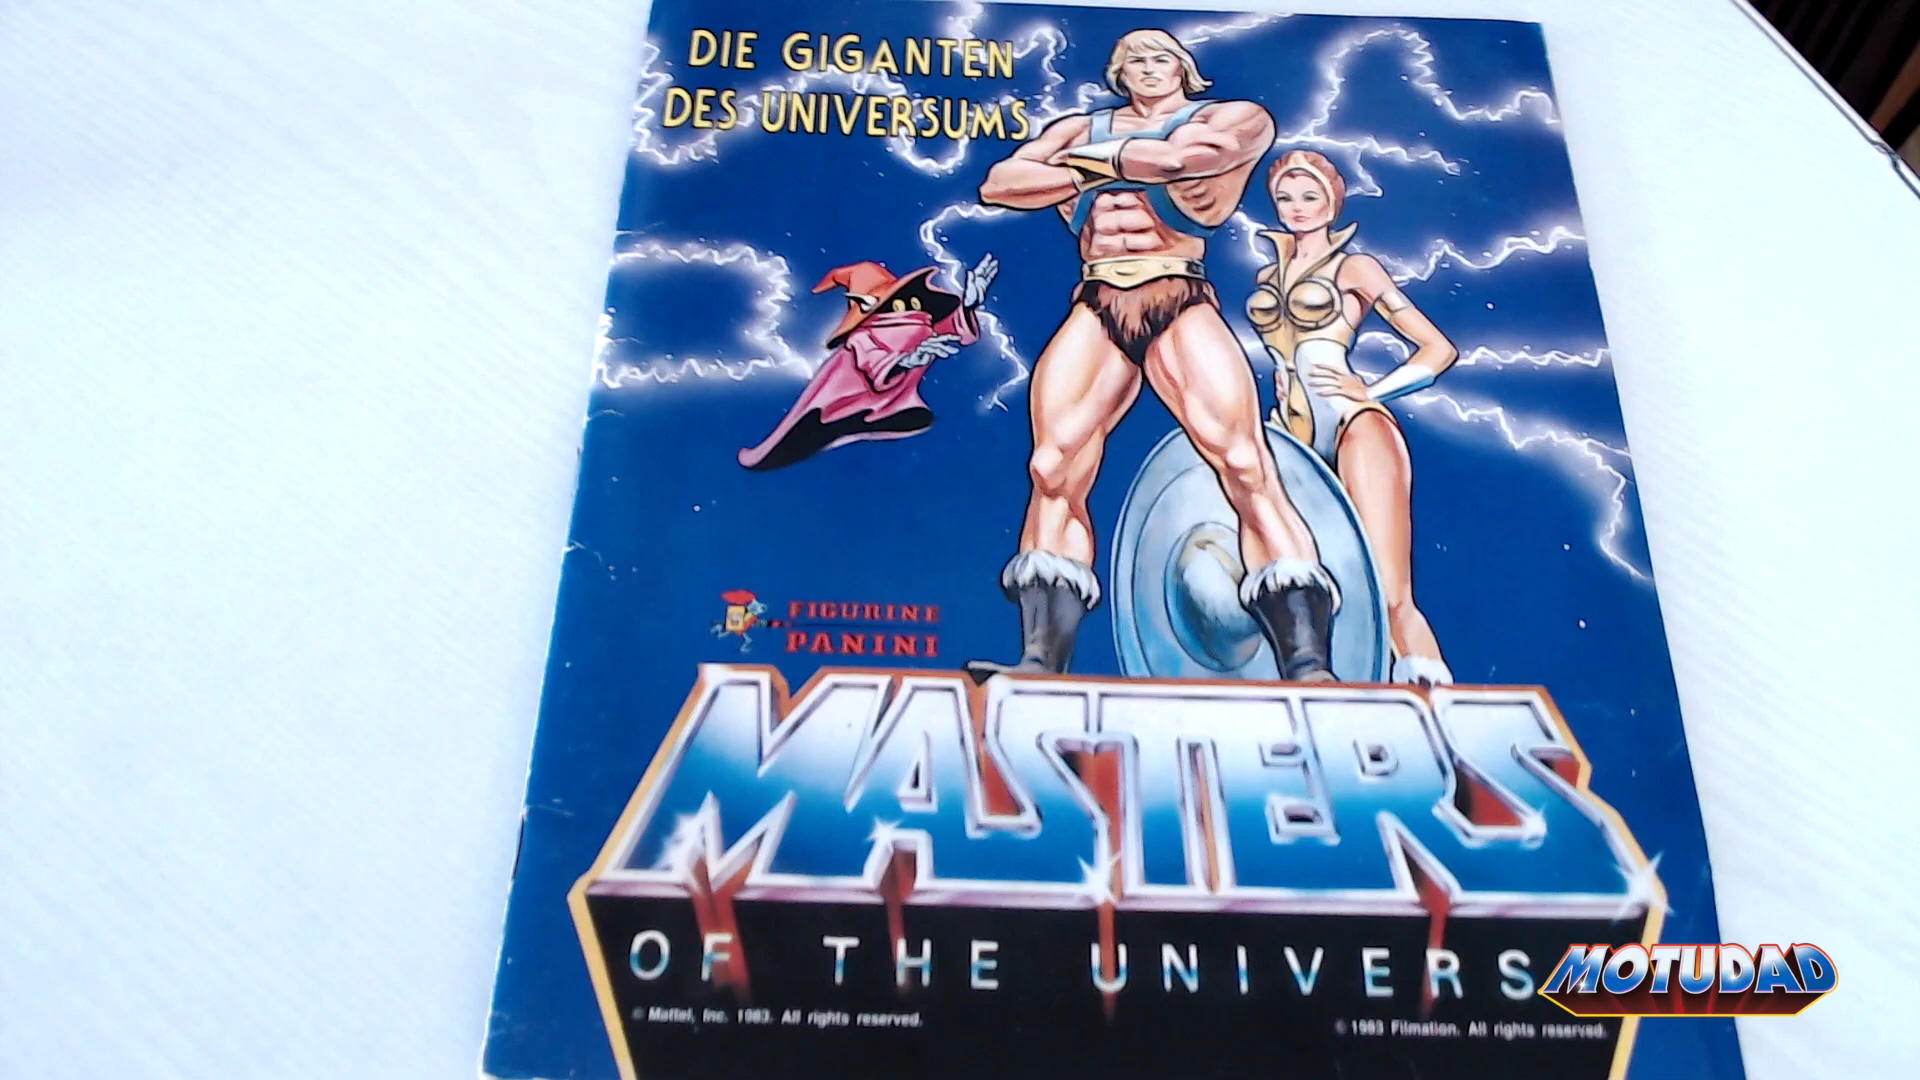 DIE GIGANTEN
DES UNIVERSUMS
FIGURINE
PANINI
MASTERS
OF THE UNIVERS
© Mattel, Inc. 1983. All rights reserved.
© 1983 Filmation. All rights reserved.
MOTUDAD